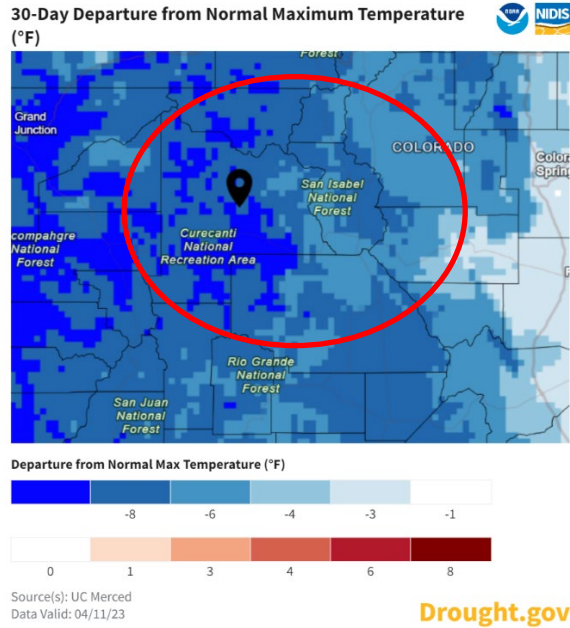 30-Day Departure from Normal Maximum Temperature
(°F)
NOAA
NIDIS
Forest
Grand
Junction
COLORADO
San Isabel
National
Forest
compahgre
National
Forest
Curecanti
National
Recreation Area
Rio Grande
National
Forest
San Juan
National
Forest
Departure from Normal Max Temperature (°F)
-8 -6 -4 -3 -1
0 1 3 4 6 8
Source(s): UC Merced
Data Valid: 04/11/23
Drought.gov